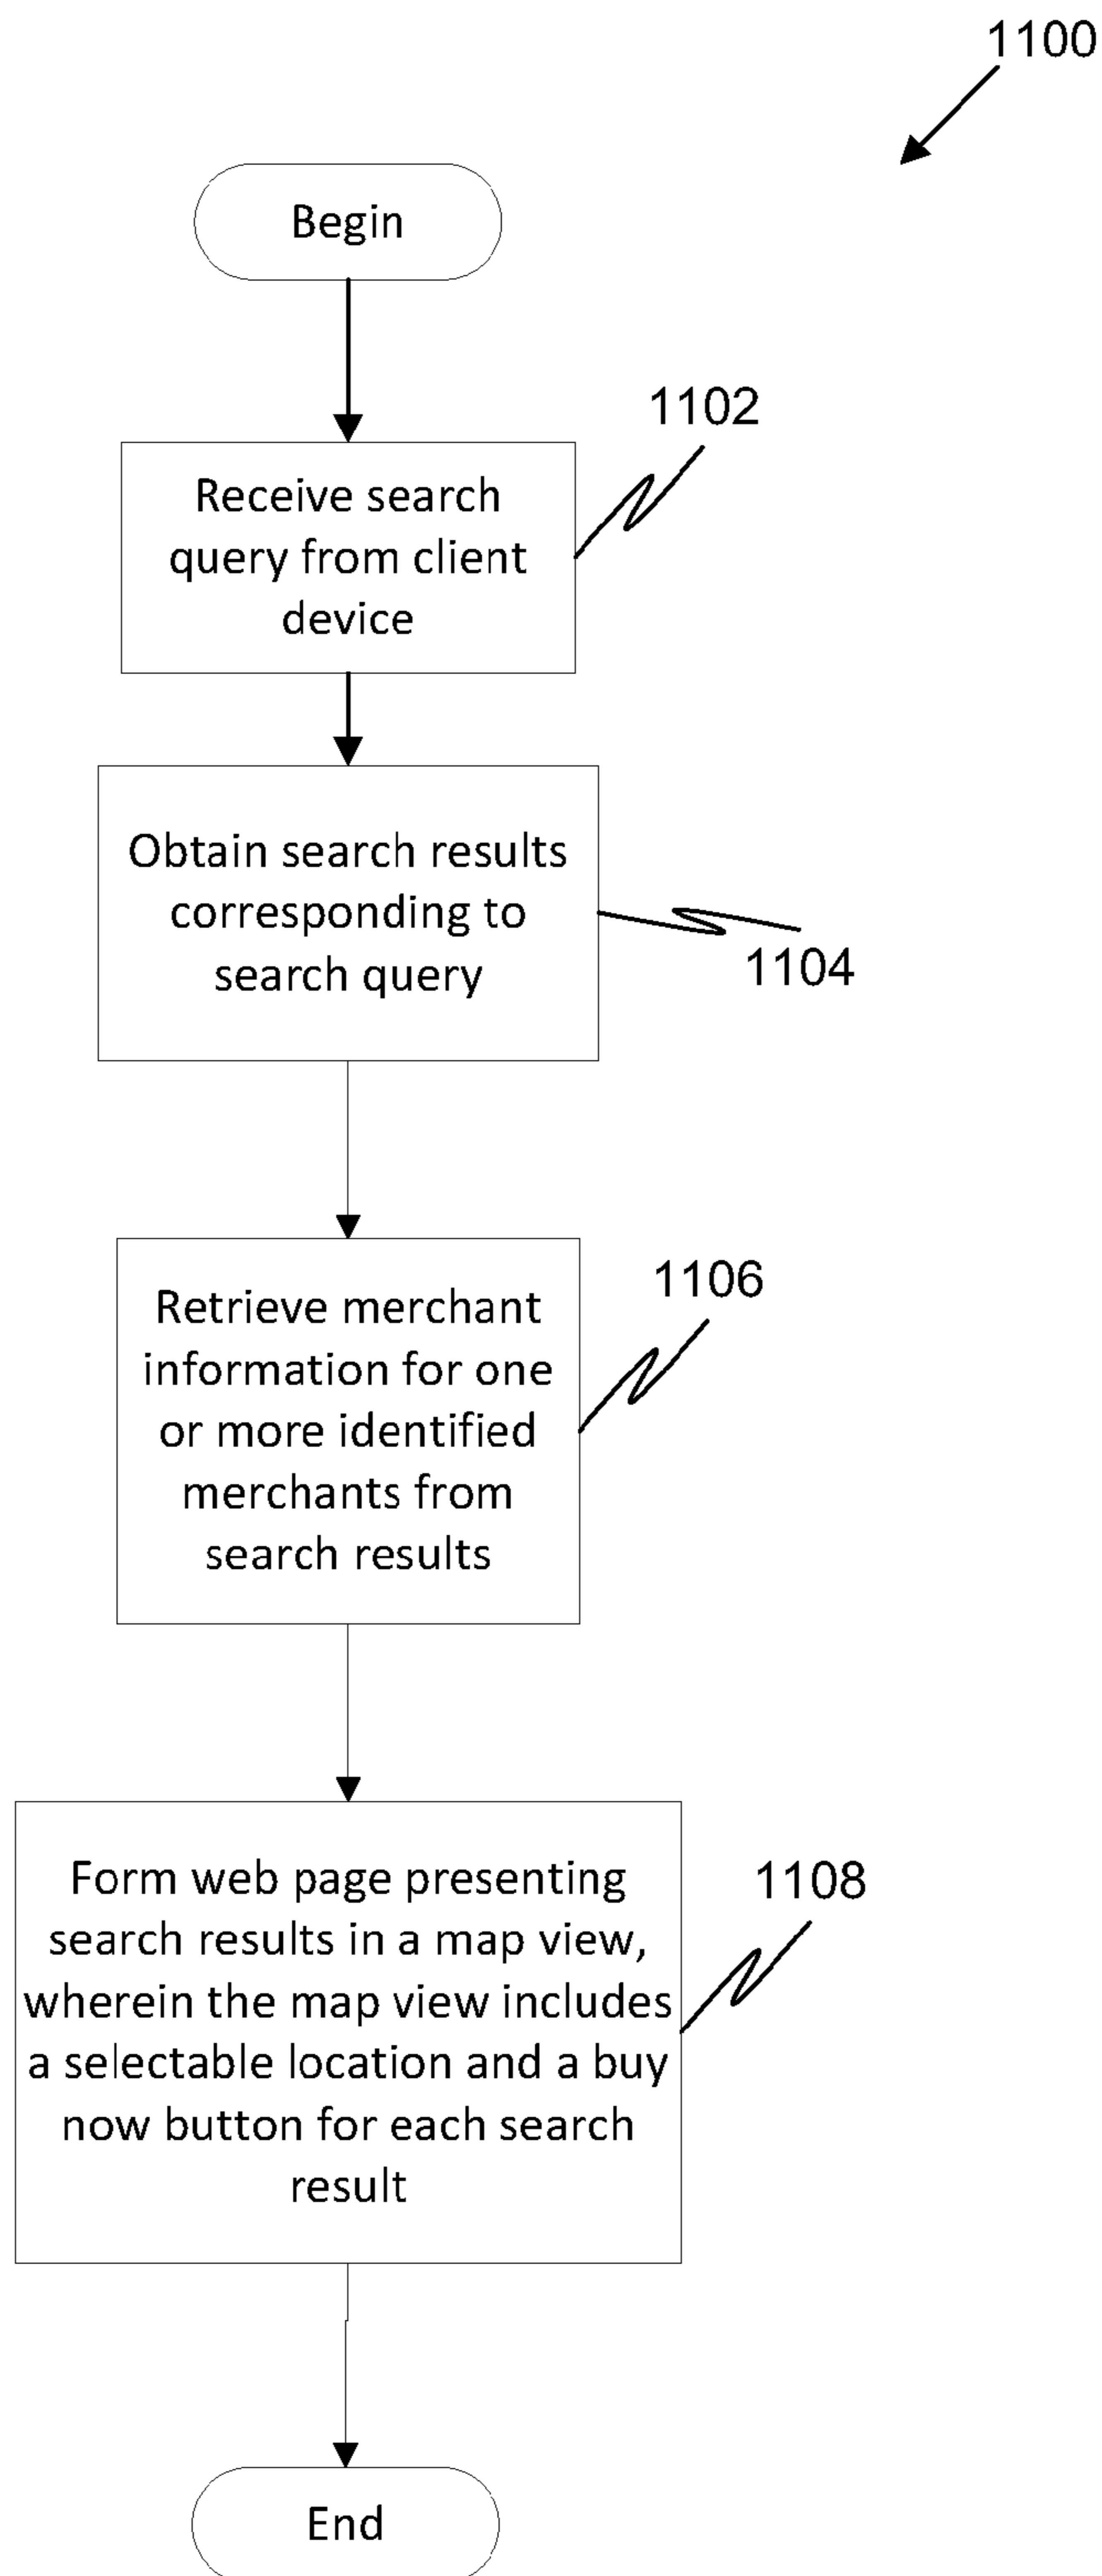 1100
Begin
1102
Receive search
query from client
device
Obtain search results
corresponding to
search query
1104
1106
Retrieve merchant
information for one
or more identified
merchants from
search results
1108
Form web page presenting
search results in a map view,
wherein the map view includes
a selectable location and a buy
now button for each search
result
End